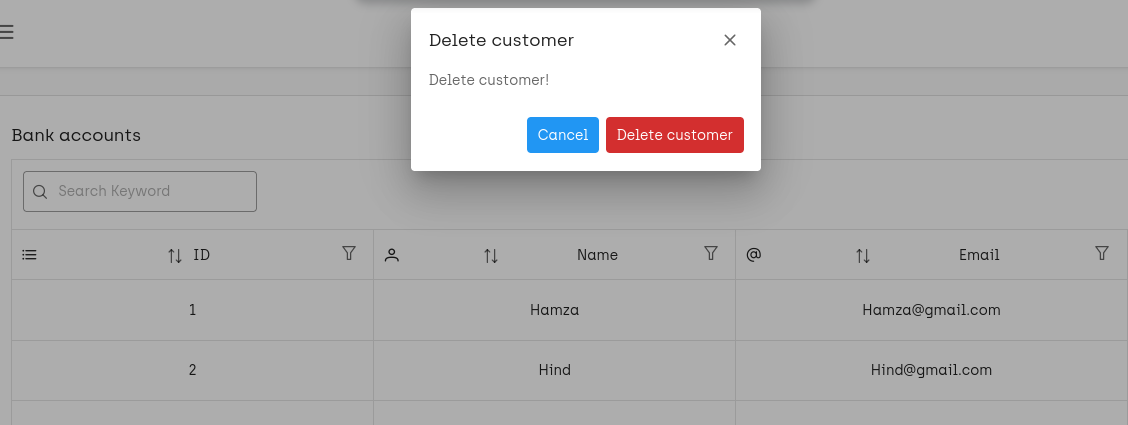 Delete customer
Delete customer!
Cancel Delete customer
Bank accounts
Search Keyword
ID Name Email
1 Hamza Hamza@gmail.com
2 Hind Hind@gmail.com